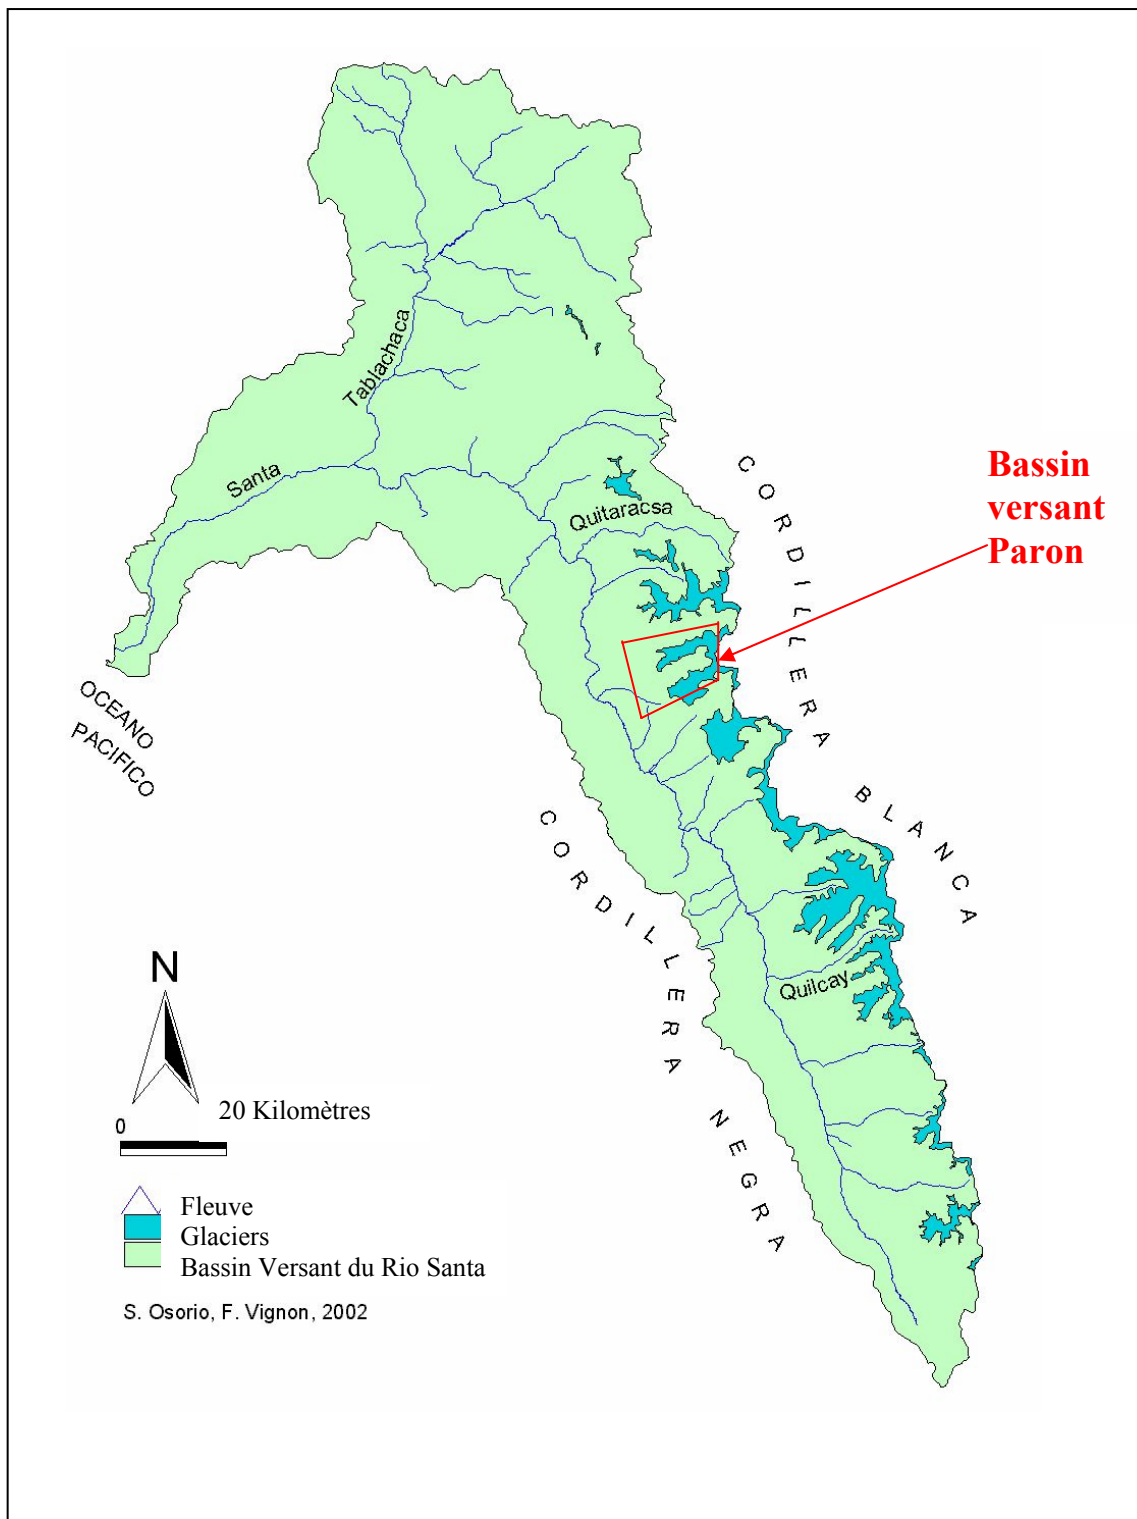 Tablachaca
Santa
Quitaracsa
CORDILLERA BLANCA
Bassin
versant
Paron
OCEANO
PACIFICO
CORDILLERA NEGRA
Quilcay
N
0
20 Kilomètres
Fleuve
Glaciers
Bassin Versant du Rio Santa
S. Osorio, F. Vignon, 2002